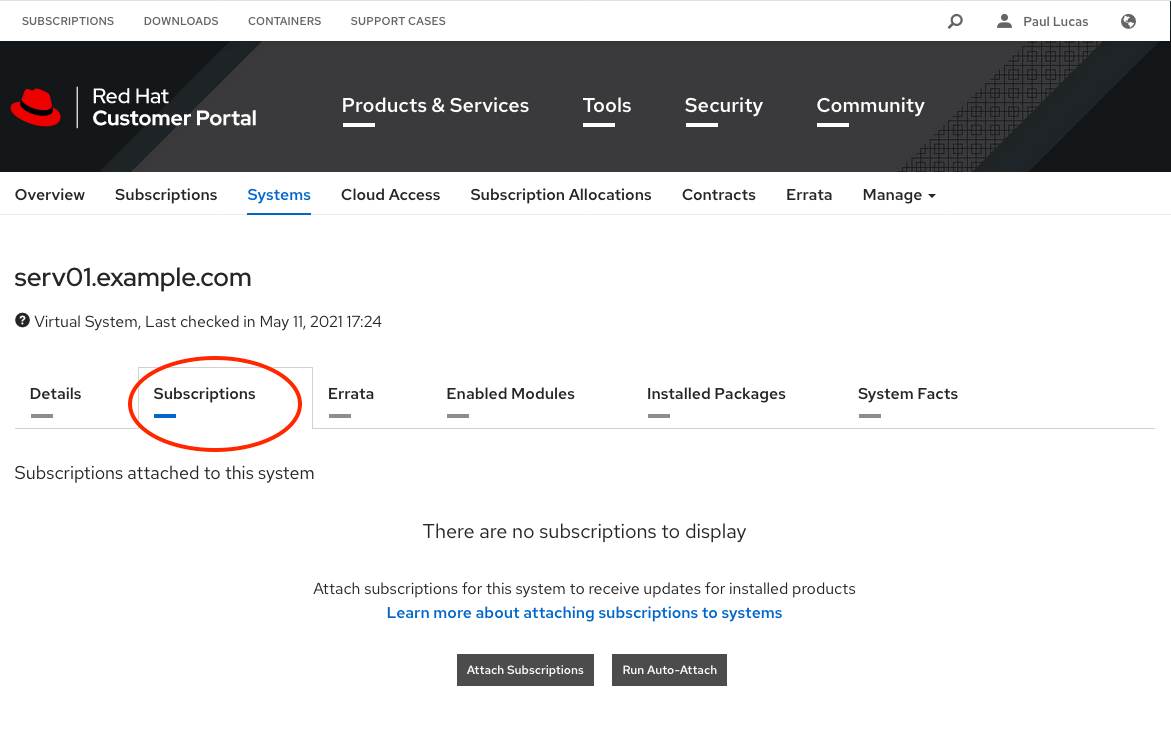 SUBSCRIPTIONS DOWNLOADS CONTAINERS SUPPORT CASES Paul Lucas
Red Hat
Customer Portal
Products & Services Tools Security Community
Overview Subscriptions Systems Cloud Access Subscription Allocations Contracts Errata Manage
serv01.example.com
Virtual System, Last checked in May 11, 2021 17:24
Details Subscriptions Errata Enabled Modules Installed Packages System Facts
Subscriptions attached to this system
There are no subscriptions to display
Attach subscriptions for this system to receive updates for installed products
Learn more about attaching subscriptions to systems
Attach Subscriptions Run Auto-Attach